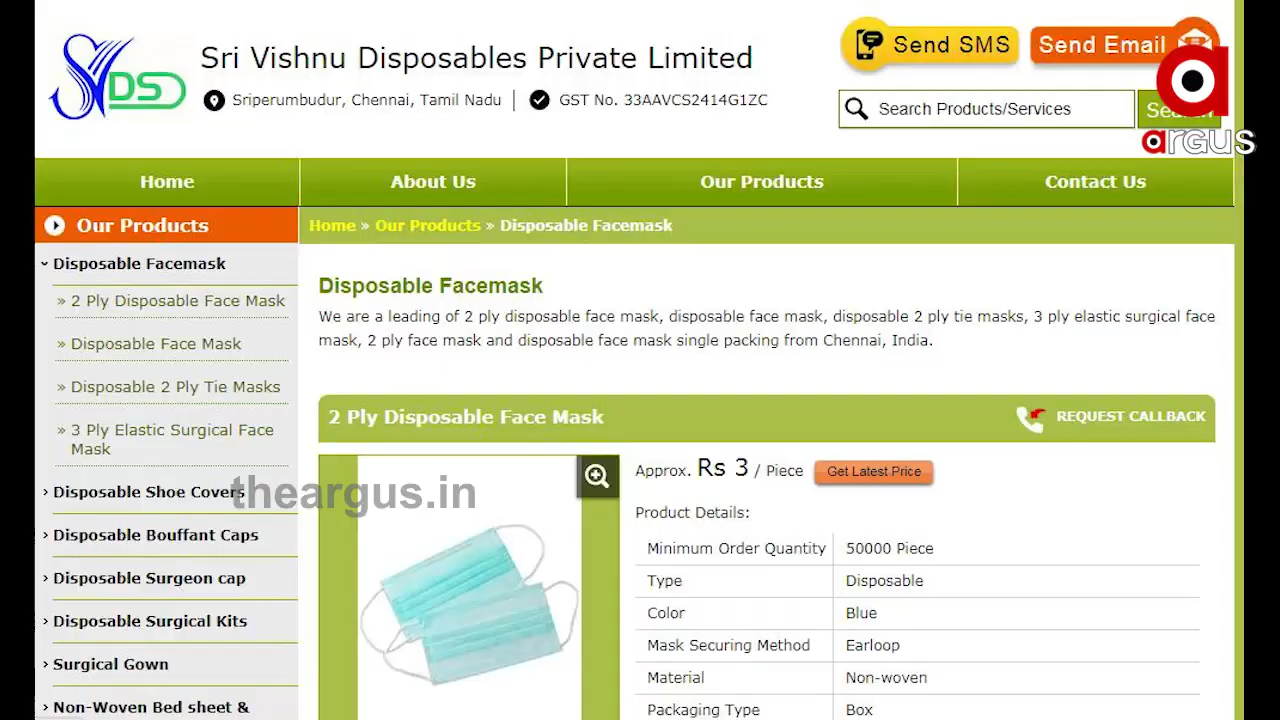 SVDS
Sri Vishnu Disposables Private Limited
Sriperumbudur, Chennai, Tamil Nadu | GST No. 33AAVCS2414G1ZC
Send SMS
Send Email
Search Products/Services
argus
Home
About Us
Our Products
Contact Us
Our Products
Home » Our Products » Disposable Facemask
Disposable Facemask
» 2 Ply Disposable Face Mask
» Disposable Face Mask
» Disposable 2 Ply Tie Masks
» 3 Ply Elastic Surgical Face
Mask
Disposable Shoe Covers
Disposable Bouffant Caps
Disposable Surgeon cap
Disposable Surgical Kits
Surgical Gown
Non-Woven Bed sheet &
Disposable Facemask
We are a leading of 2 ply disposable face mask, disposable face mask, disposable 2 ply tie masks, 3 ply elastic surgical face
mask, 2 ply face mask and disposable face mask single packing from Chennai, India.
2 Ply Disposable Face Mask
REQUEST CALLBACK
theargus.in
Approx. Rs 3 / Piece
Get Latest Price
Product Details:
Minimum Order Quantity 50000 Piece
Type Disposable
Color Blue
Mask Securing Method Earloop
Material Non-woven
Packaging Type Box